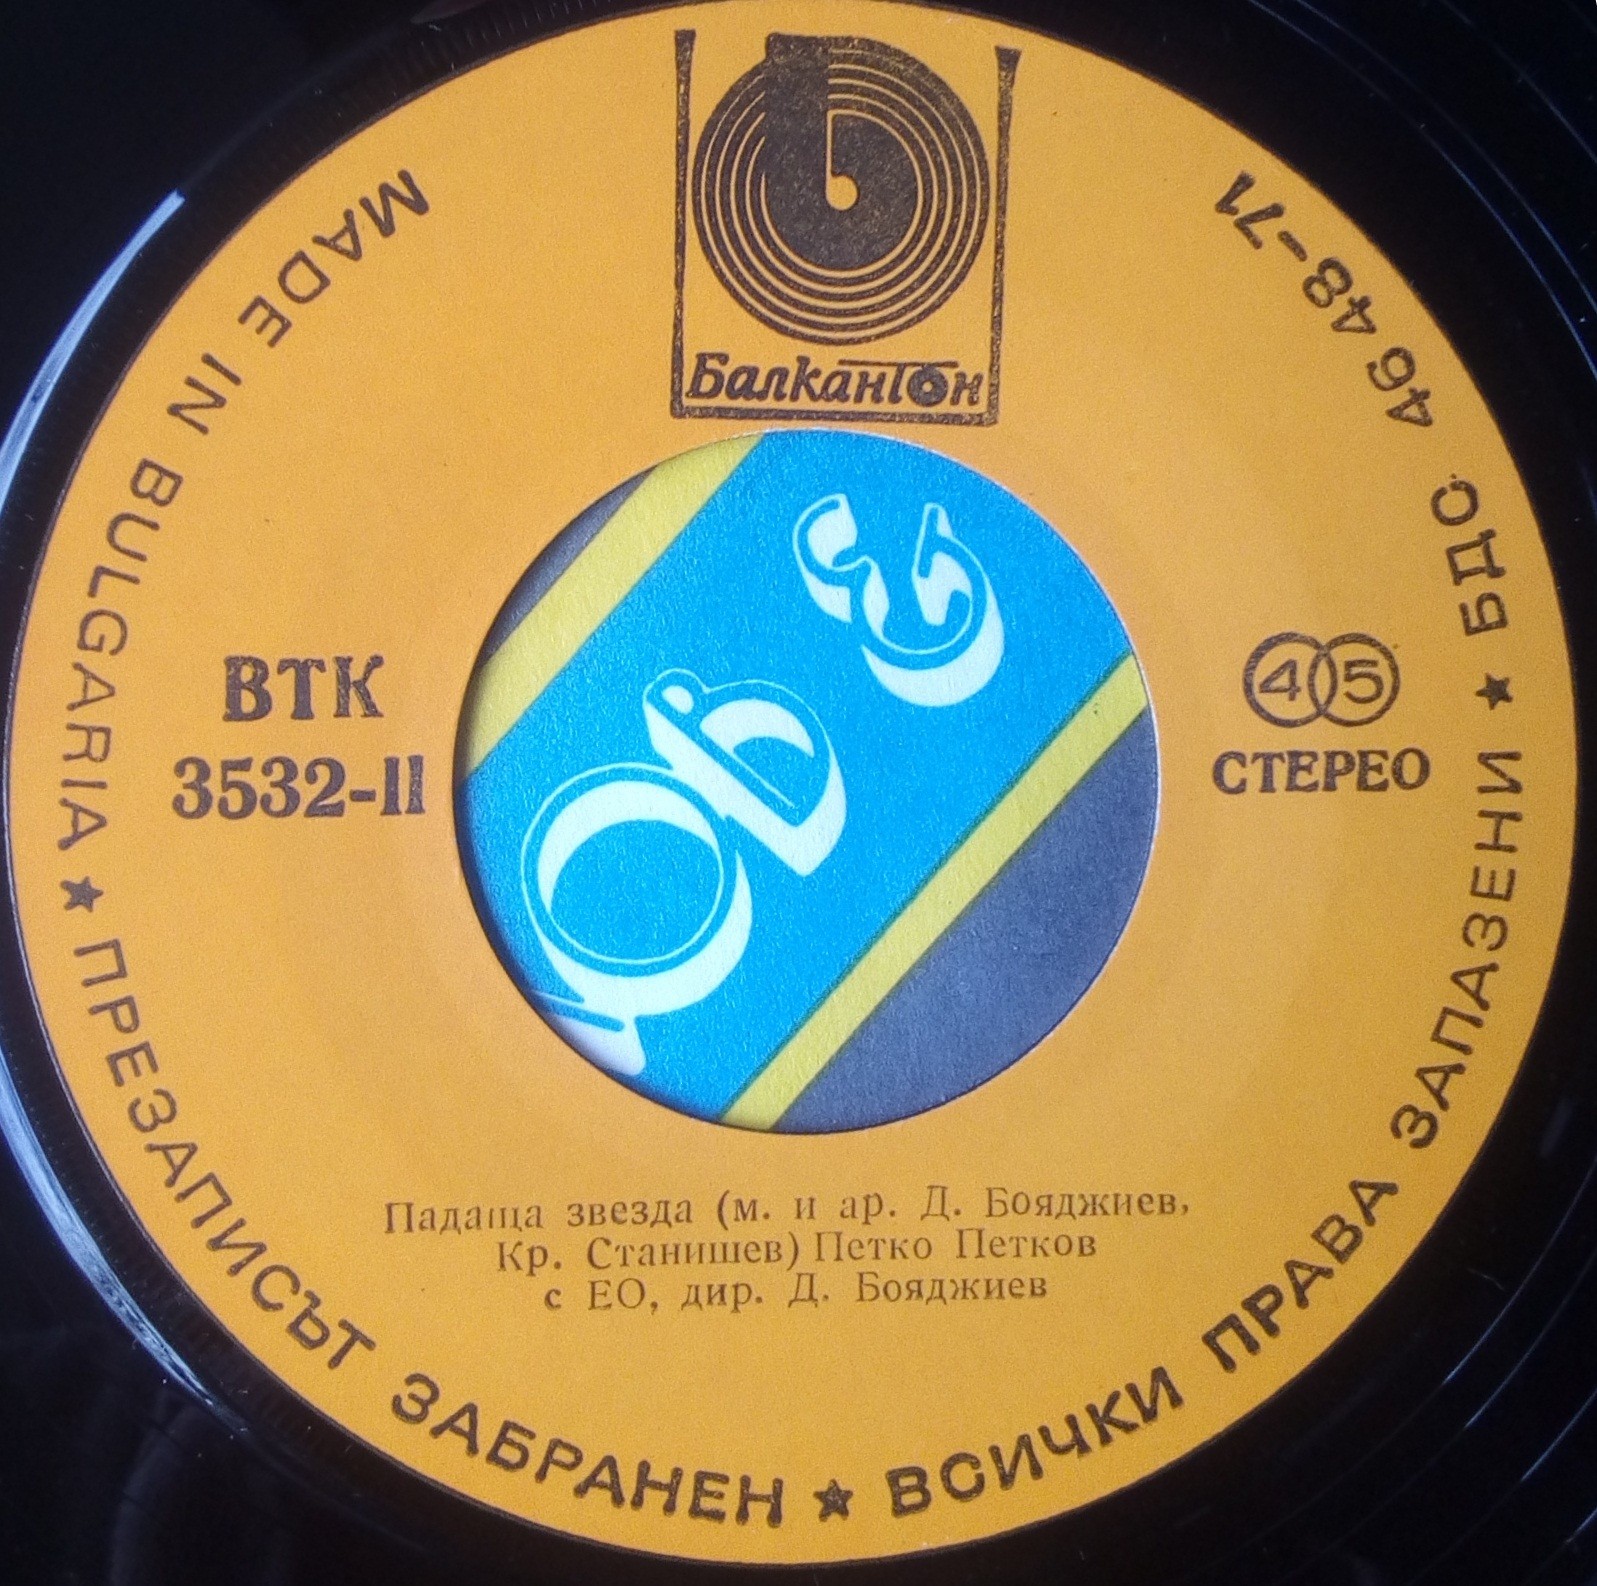 Балкантон
MADE IN BULGARIA ★ ПРЕЗАПИСЪТ ЗАБРАНЕН ★ ВСИЧКИ ПРАВА ЗАПАЗЕНИ ★ БДС 4648-71
ВТК
3532-II
45
СТЕРЕО
Падаща звезда (м. и ар. Д. Бояджиев,
Кр. Станишев) Петко Петков
с ЕО, дир. Д. Бояджиев